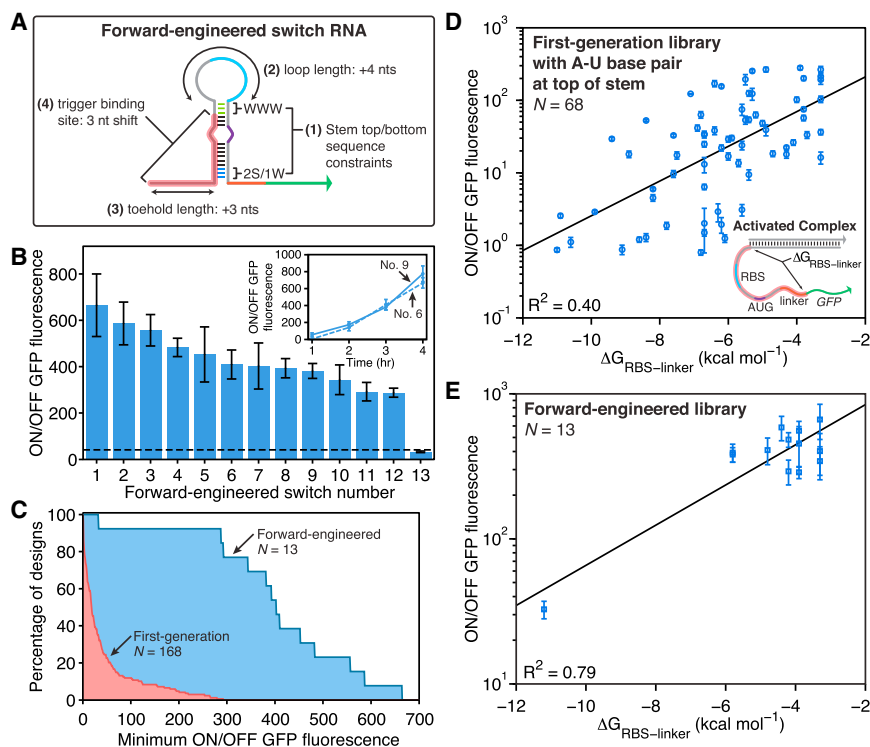 A
Forward-engineered switch RNA
(2) loop length: +4 nts
(4) trigger binding
site: 3 nt shift
WWW
(1) Stem top/bottom
sequence
constraints
2S/1W
(3) toehold length: +3 nts
B
ON/OFF GFP fluorescence
800
600
400
200
0
1 2 3 4 5 6 7 8 9 10 11 12 13
Forward-engineered switch number
ON/OFF GFP
fluorescence
1000
800
600
400
200
0
No. 9
No. 6
1 2 3 4
Time (hr)
C
Percentage of designs
100
80
60
40
20
0
Forward-engineered
N = 13
First-generation
N = 168
0 100 200 300 400 500 600 700
Minimum ON/OFF GFP fluorescence
D
ON/OFF GFP fluorescence
10³
10²
10¹
10⁰
10⁻¹
First-generation library
with A-U base pair
at top of stem
N = 68
Activated Complex
ΔG_RBS−linker
RBS
AUG
linker
GFP
R² = 0.40
−12 −10 −8 −6 −4 −2
ΔG_RBS−linker (kcal mol⁻¹)
E
ON/OFF GFP fluorescence
10³
10²
10¹
Forward-engineered library
N = 13
R² = 0.79
−12 −10 −8 −6 −4 −2
ΔG_RBS−linker (kcal mol⁻¹)